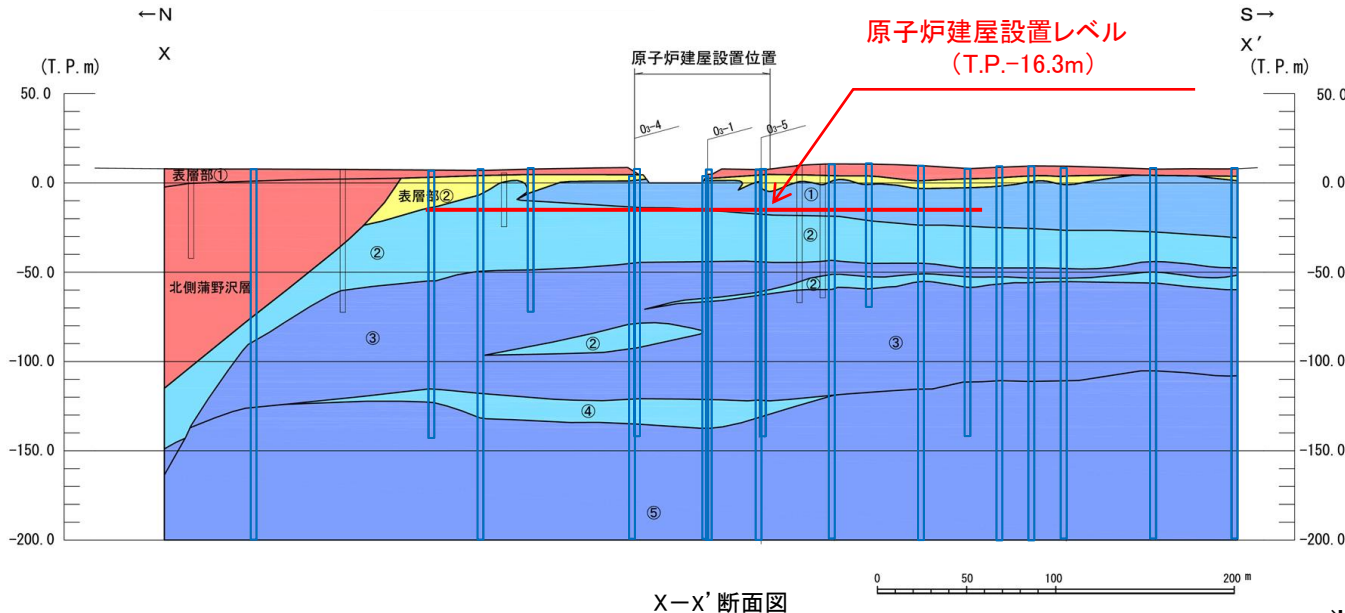 ←N
S→
X
X′
原子炉建屋設置レベル
(T.P.-16.3m)
原子炉建屋設置位置
(T.P.m)
(T.P.m)
50.0
50.0
O3-4
O3-1
O3-5
表層部①
0.0
0.0
表層部②
①
②
②
-50.0
-50.0
②
北側蒲野沢層
③
②
③
-100.0
-100.0
④
-150.0
-150.0
⑤
-200.0
-200.0
0 50 100 200 m
X-X'断面図